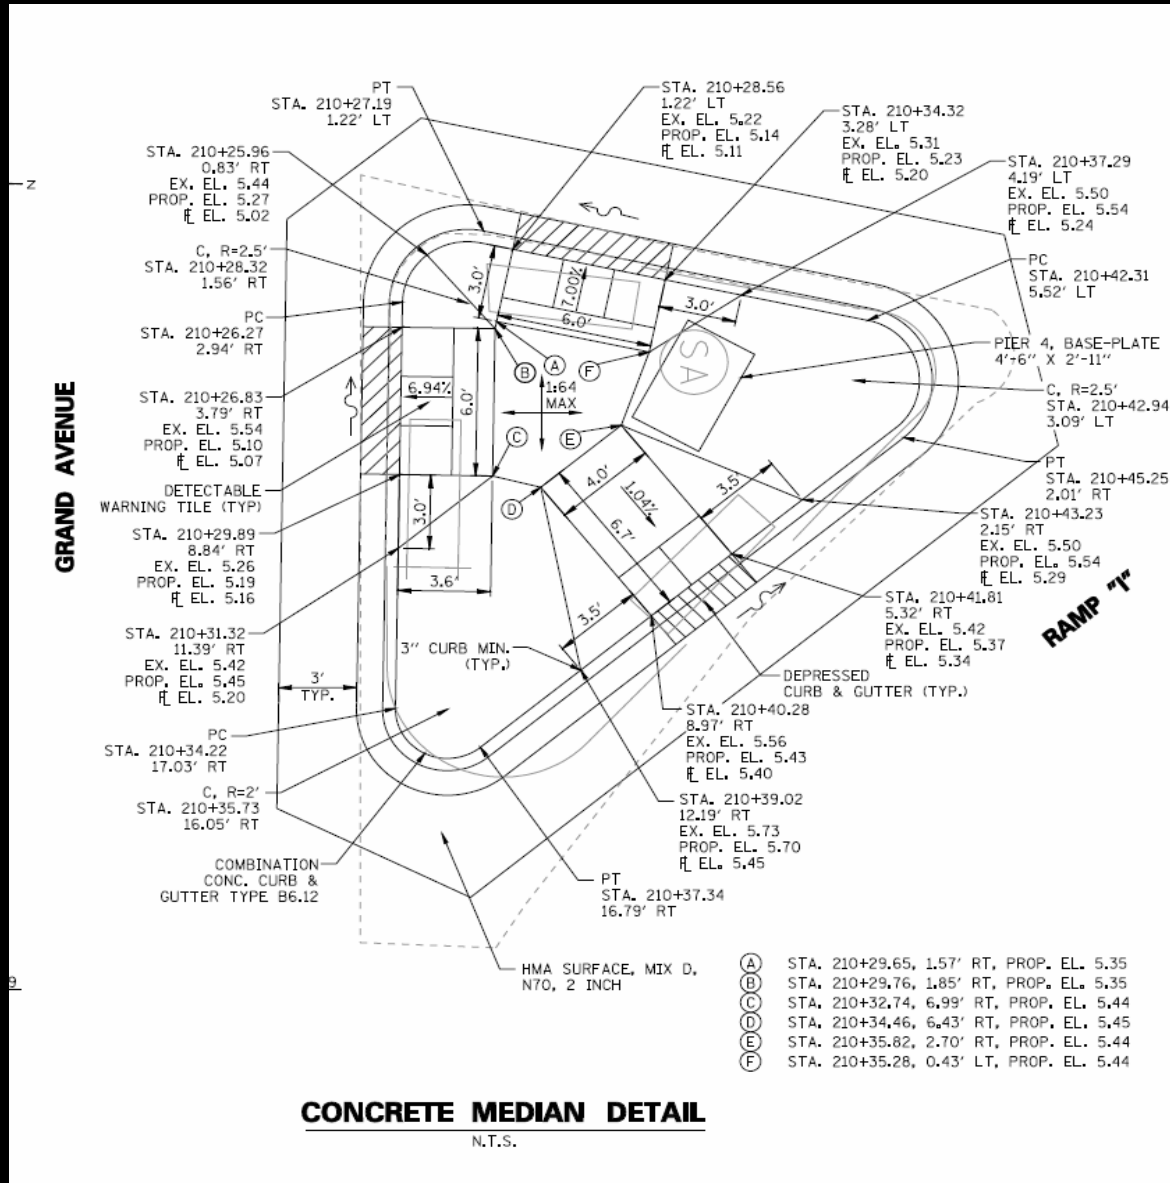 PT
STA. 210+27.19
1.22' LT
STA. 210+28.56
1.22' LT
EX. EL. 5.22
PROP. EL. 5.14
FL EL. 5.11
STA. 210+34.32
3.28' LT
EX. EL. 5.31
PROP. EL. 5.23
FL EL. 5.20
STA. 210+37.29
4.19' LT
EX. EL. 5.50
PROP. EL. 5.54
FL EL. 5.24
STA. 210+25.96
0.83' RT
EX. EL. 5.44
PROP. EL. 5.27
FL EL. 5.02
Z
C, R=2.5'
STA. 210+28.32
1.56' RT
PC
STA. 210+42.31
5.52' LT
PC
STA. 210+26.27
2.94' RT
PIER 4, BASE-PLATE
4'-6" X 2'-11"
STA. 210+26.83
3.79' RT
EX. EL. 5.54
PROP. EL. 5.10
FL EL. 5.07
C, R=2.5'
STA. 210+42.94
3.09' LT
3.0'
7.00%
6.0'
3.0'
SA
6.94%
6.0'
A
B
F
1:64
MAX
C
E
D
GRAND AVENUE
DETECTABLE
WARNING TILE (TYP)
PT
STA. 210+45.25
2.01' RT
4.0'
1.04%
6.7'
3.5'
3.0'
3.6'
3.5'
STA. 210+43.23
2.15' RT
EX. EL. 5.50
PROP. EL. 5.54
FL EL. 5.29
STA. 210+29.89
8.84' RT
EX. EL. 5.26
PROP. EL. 5.19
FL EL. 5.16
STA. 210+41.81
5.32' RT
EX. EL. 5.42
PROP. EL. 5.37
FL EL. 5.34
RAMP "1"
STA. 210+31.32
11.39' RT
EX. EL. 5.42
PROP. EL. 5.45
FL EL. 5.20
3" CURB MIN.
(TYP.)
3'
TYP.
DEPRESSED
CURB & GUTTER (TYP.)
STA. 210+40.28
8.97' RT
EX. EL. 5.56
PROP. EL. 5.43
FL EL. 5.40
PC
STA. 210+34.22
17.03' RT
C, R=2'
STA. 210+35.73
16.05' RT
STA. 210+39.02
12.19' RT
EX. EL. 5.73
PROP. EL. 5.70
FL EL. 5.45
COMBINATION
CONC. CURB &
GUTTER TYPE B6.12
PT
STA. 210+37.34
16.79' RT
HMA SURFACE, MIX D,
N70, 2 INCH
9
A STA. 210+29.65, 1.57' RT, PROP. EL. 5.35
B STA. 210+29.76, 1.85' RT, PROP. EL. 5.35
C STA. 210+32.74, 6.99' RT, PROP. EL. 5.44
D STA. 210+34.46, 6.43' RT, PROP. EL. 5.45
E STA. 210+35.82, 2.70' RT, PROP. EL. 5.44
F STA. 210+35.28, 0.43' LT, PROP. EL. 5.44
CONCRETE MEDIAN DETAIL
N.T.S.